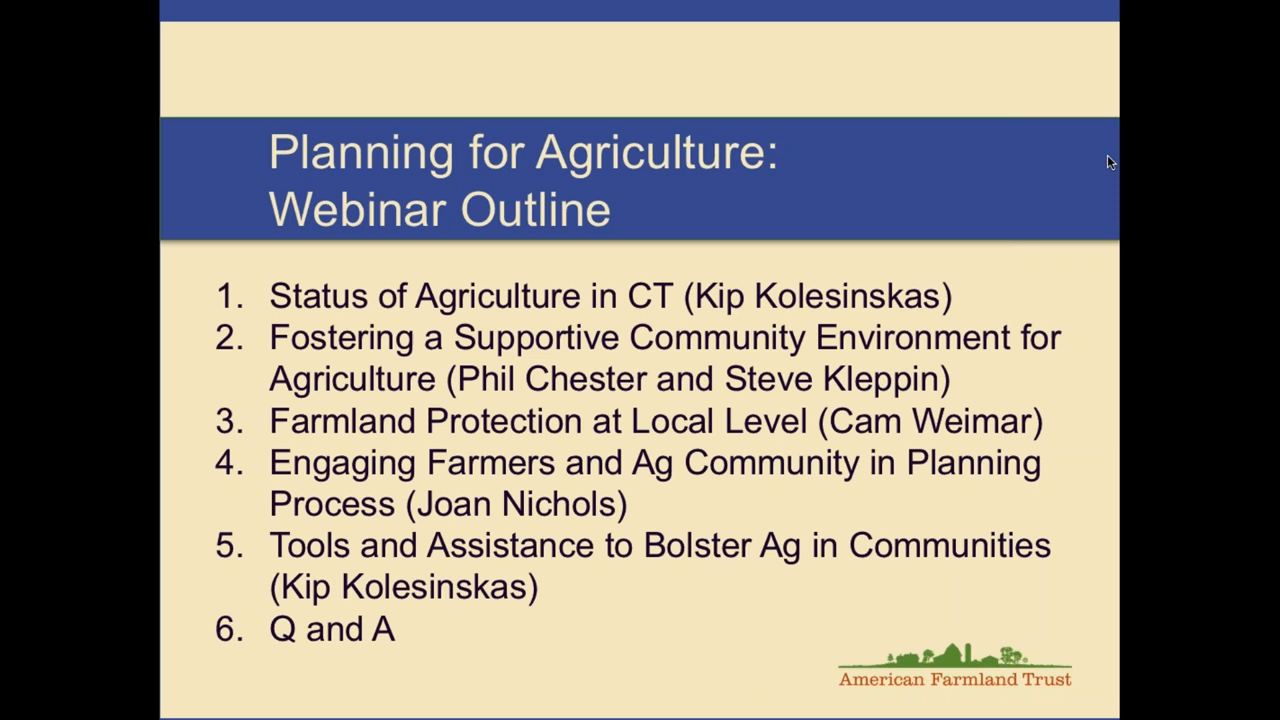 Planning for Agriculture:
Webinar Outline
1. Status of Agriculture in CT (Kip Kolesinskas)
2. Fostering a Supportive Community Environment for
Agriculture (Phil Chester and Steve Kleppin)
3. Farmland Protection at Local Level (Cam Weimar)
4. Engaging Farmers and Ag Community in Planning
Process (Joan Nichols)
5. Tools and Assistance to Bolster Ag in Communities
(Kip Kolesinskas)
6. Q and A
American Farmland Trust